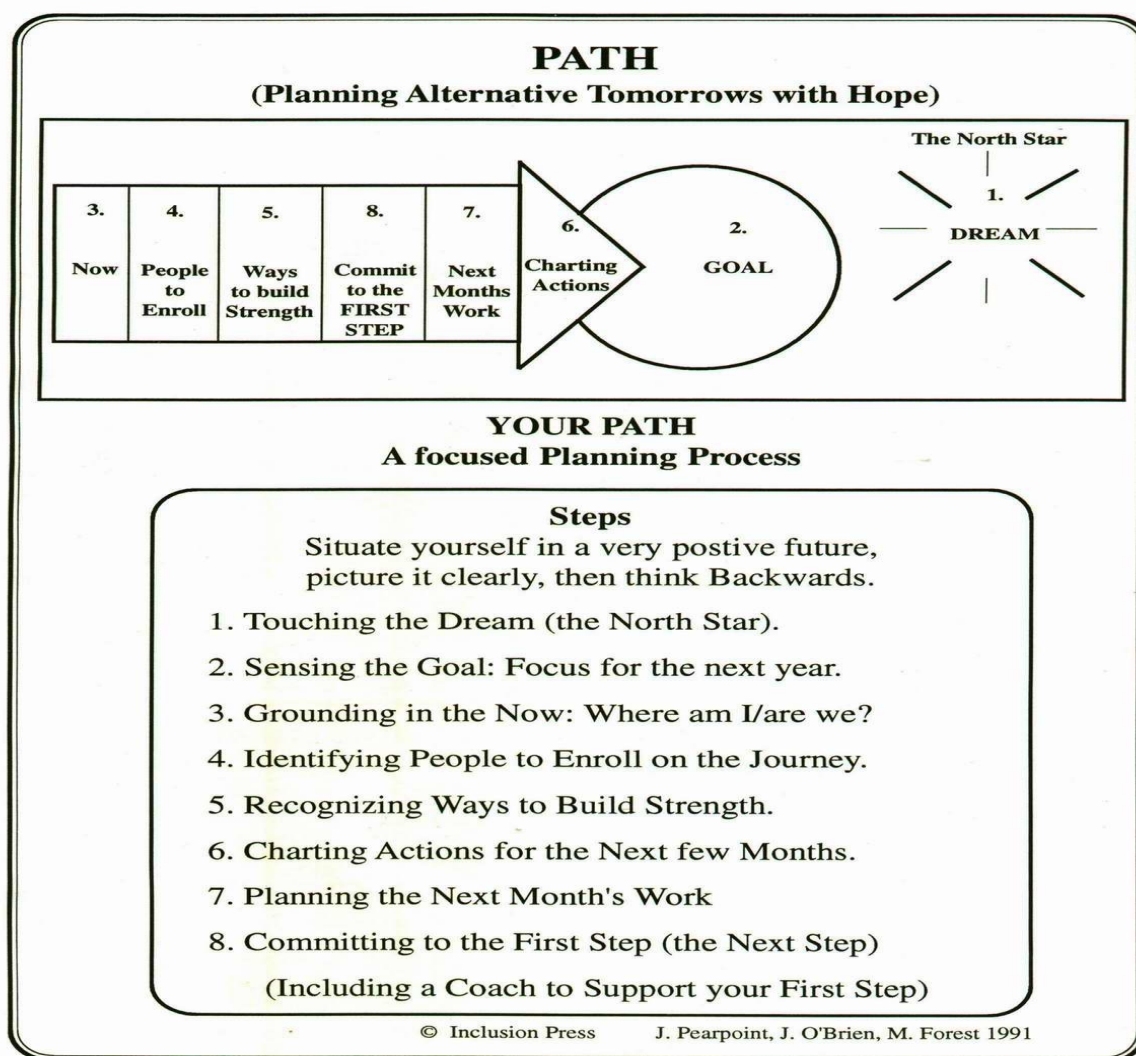 PATH
(Planning Alternative Tomorrows with Hope)
The North Star
1.
DREAM
3.
Now
4.
People
to
Enroll
5.
Ways
to build
Strength
8.
Commit
to the
FIRST
STEP
7.
Next
Months
Work
6.
Charting
Actions
2.
GOAL
YOUR PATH
A focused Planning Process
Steps
Situate yourself in a very postive future,
picture it clearly, then think Backwards.
1. Touching the Dream (the North Star).
2. Sensing the Goal: Focus for the next year.
3. Grounding in the Now: Where am I/are we?
4. Identifying People to Enroll on the Journey.
5. Recognizing Ways to Build Strength.
6. Charting Actions for the Next few Months.
7. Planning the Next Month's Work
8. Committing to the First Step (the Next Step)
(Including a Coach to Support your First Step)
© Inclusion Press J. Pearpoint, J. O'Brien, M. Forest 1991